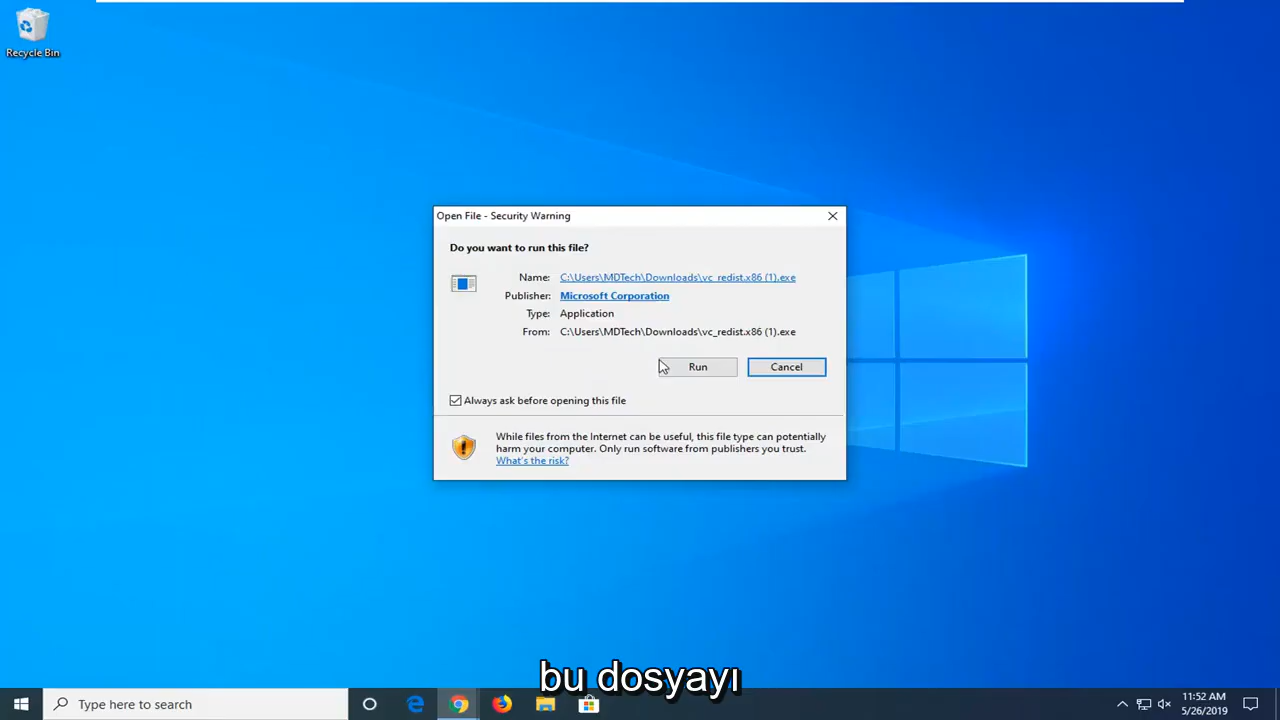 Recycle Bin
Open File - Security Warning
Do you want to run this file?
Name: C:\Users\MDTech\Downloads\vc_redist.x86 (1).exe
Publisher: Microsoft Corporation
Type: Application
From: C:\Users\MDTech\Downloads\vc_redist.x86 (1).exe
Run Cancel
Always ask before opening this file
While files from the Internet can be useful, this file type can potentially
harm your computer. Only run software from publishers you trust.
What's the risk?
bu dosyayı
Type here to search
11:52 AM
5/26/2019